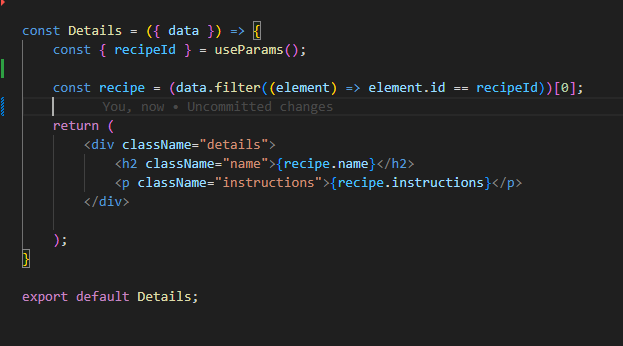 const Details = ({ data }) => {
    const { recipeId } = useParams();
    const recipe = (data.filter((element) => element.id == recipeId))[0];
        You, now • Uncommitted changes
    return (
        <div className="details">
            <h2 className="name">{recipe.name}</h2>
            <p className="instructions">{recipe.instructions}</p>
        </div>
    );
}
export default Details;